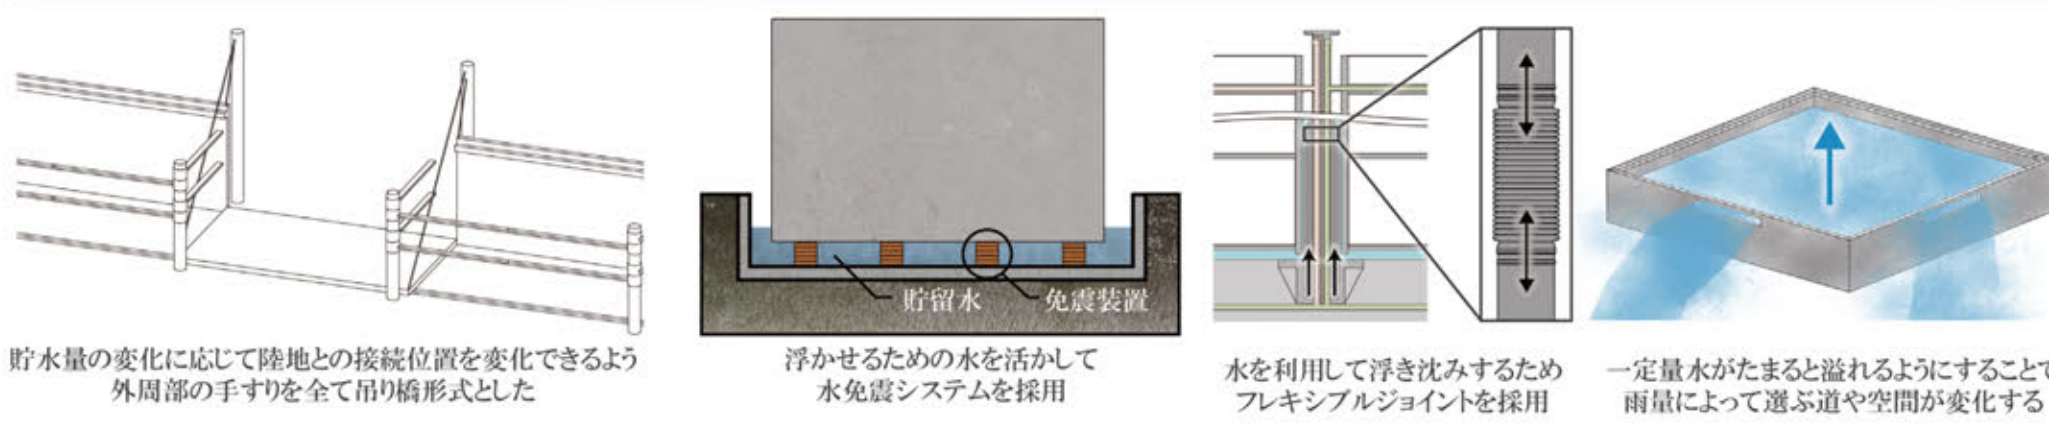 貯水量の変化に応じて陸地との接続位置を変化できるよう
外周部の手すりを全て吊り橋形式とした
貯留水
免震装置
浮かせるための水を活かして
水免震システムを採用
水を利用して浮き沈みするため
フレキシブルジョイントを採用
一定量水がたまると溢れるようにすることで
雨量によって選ぶ道や空間が変化する